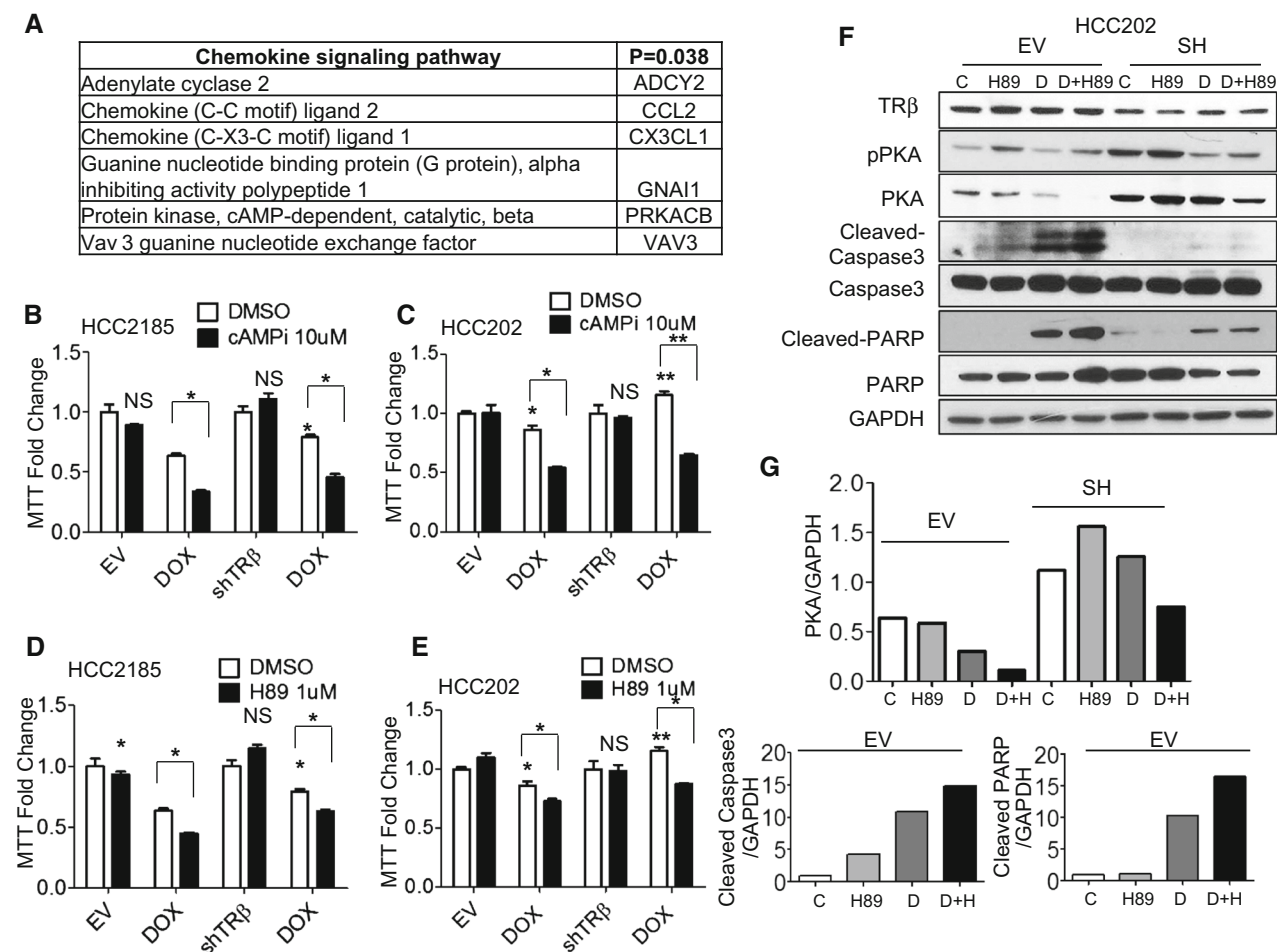 A
Chemokine signaling pathway P=0.038
Adenylate cyclase 2 ADCY2
Chemokine (C-C motif) ligand 2 CCL2
Chemokine (C-X3-C motif) ligand 1 CX3CL1
Guanine nucleotide binding protein (G protein), alpha
inhibiting activity polypeptide 1 GNAI1
Protein kinase, cAMP-dependent, catalytic, beta PRKACB
Vav 3 guanine nucleotide exchange factor VAV3
B
HCC2185
DMSO
cAMPi 10uM
MTT Fold Change
1.5
1.0
0.5
0.0
NS
*
NS
*
*
EV
DOX
shTRβ
DOX
C
HCC202
DMSO
cAMPi 10uM
MTT Fold Change
1.5
1.0
0.5
0.0
*
*
NS
**
**
EV
DOX
shTRβ
DOX
D
HCC2185
DMSO
H89 1uM
MTT Fold Change
1.5
1.0
0.5
0.0
*
*
NS
*
*
EV
DOX
shTRβ
DOX
E
HCC202
DMSO
H89 1uM
MTT Fold Change
1.5
1.0
0.5
0.0
*
*
NS
*
**
EV
DOX
shTRβ
DOX
F
HCC202
EV SH
C H89 D D+H89 C H89 D D+H89
TRβ
pPKA
PKA
Cleaved-
Caspase3
Caspase3
Cleaved-PARP
PARP
GAPDH
G
PKA/GAPDH
2.0
1.5
1.0
0.5
0.0
EV
SH
C H89 D D+H C H89 D D+H
Cleaved Caspase3
/GAPDH
20
15
10
5
0
EV
C H89 D D+H
Cleaved PARP
/GAPDH
20
15
10
5
0
EV
C H89 D D+H